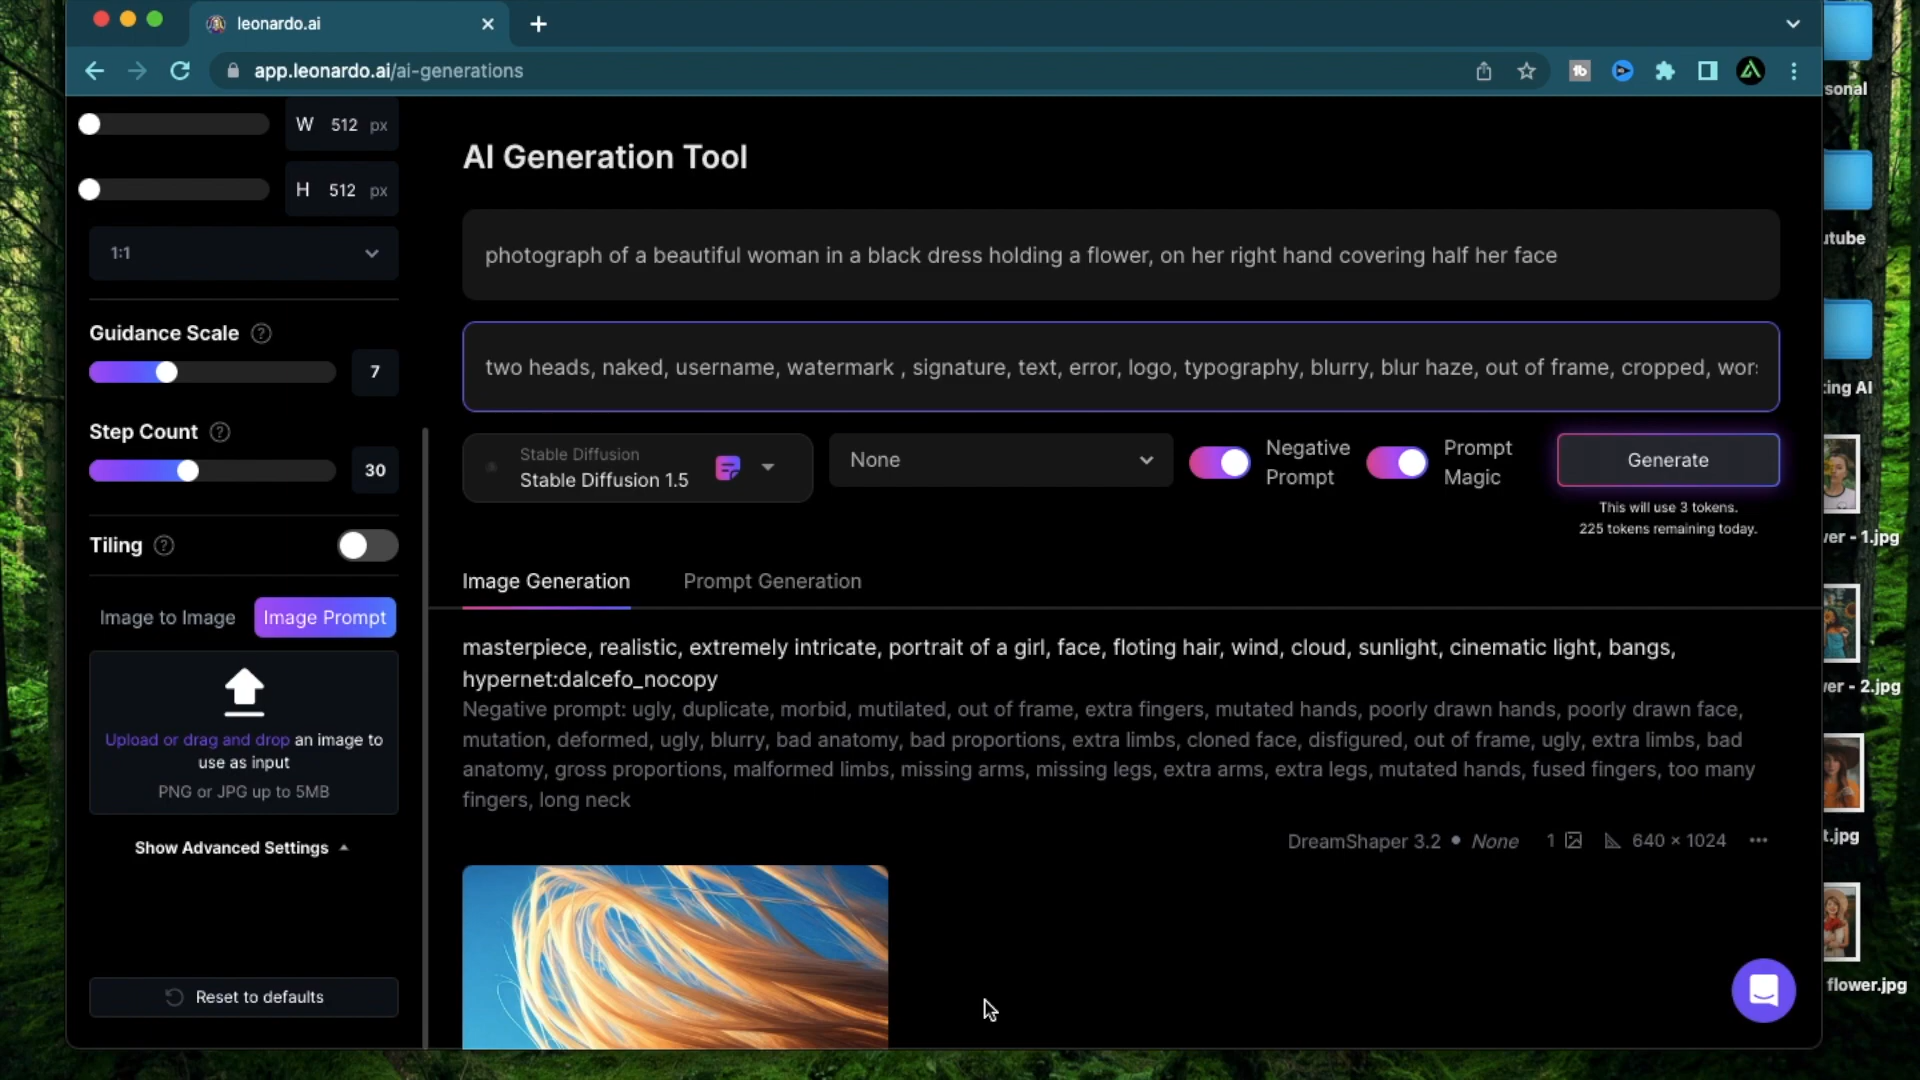 leonardo.ai
app.leonardo.ai/ai-generations
sonal
W 512 px
AI Generation Tool
H 512 px
utube
1:1
photograph of a beautiful woman in a black dress holding a flower, on her right hand covering half her face
Guidance Scale ?
7
two heads, naked, username, watermark , signature, text, error, logo, typography, blurry, blur haze, out of frame, cropped, wor
ting AI
Step Count ?
30
Stable Diffusion
Stable Diffusion 1.5
None
Negative
Prompt
Prompt
Magic
Generate
This will use 3 tokens.
225 tokens remaining today.
ver - 1.jpg
Tiling ?
Image Generation
Prompt Generation
Image to Image
Image Prompt
masterpiece, realistic, extremely intricate, portrait of a girl, face, floting hair, wind, cloud, sunlight, cinematic light, bangs,
hypernet:dalcefo_nocopy
ver - 2.jpg
Negative prompt: ugly, duplicate, morbid, mutilated, out of frame, extra fingers, mutated hands, poorly drawn hands, poorly drawn face,
mutation, deformed, ugly, blurry, bad anatomy, bad proportions, extra limbs, cloned face, disfigured, out of frame, ugly, extra limbs, bad
anatomy, gross proportions, malformed limbs, missing arms, missing legs, extra arms, extra legs, mutated hands, fused fingers, too many
fingers, long neck
Upload or drag and drop an image to
use as input
PNG or JPG up to 5MB
Show Advanced Settings
DreamShaper 3.2 • None 1 640 × 1024
t.jpg
flower.jpg
Reset to defaults